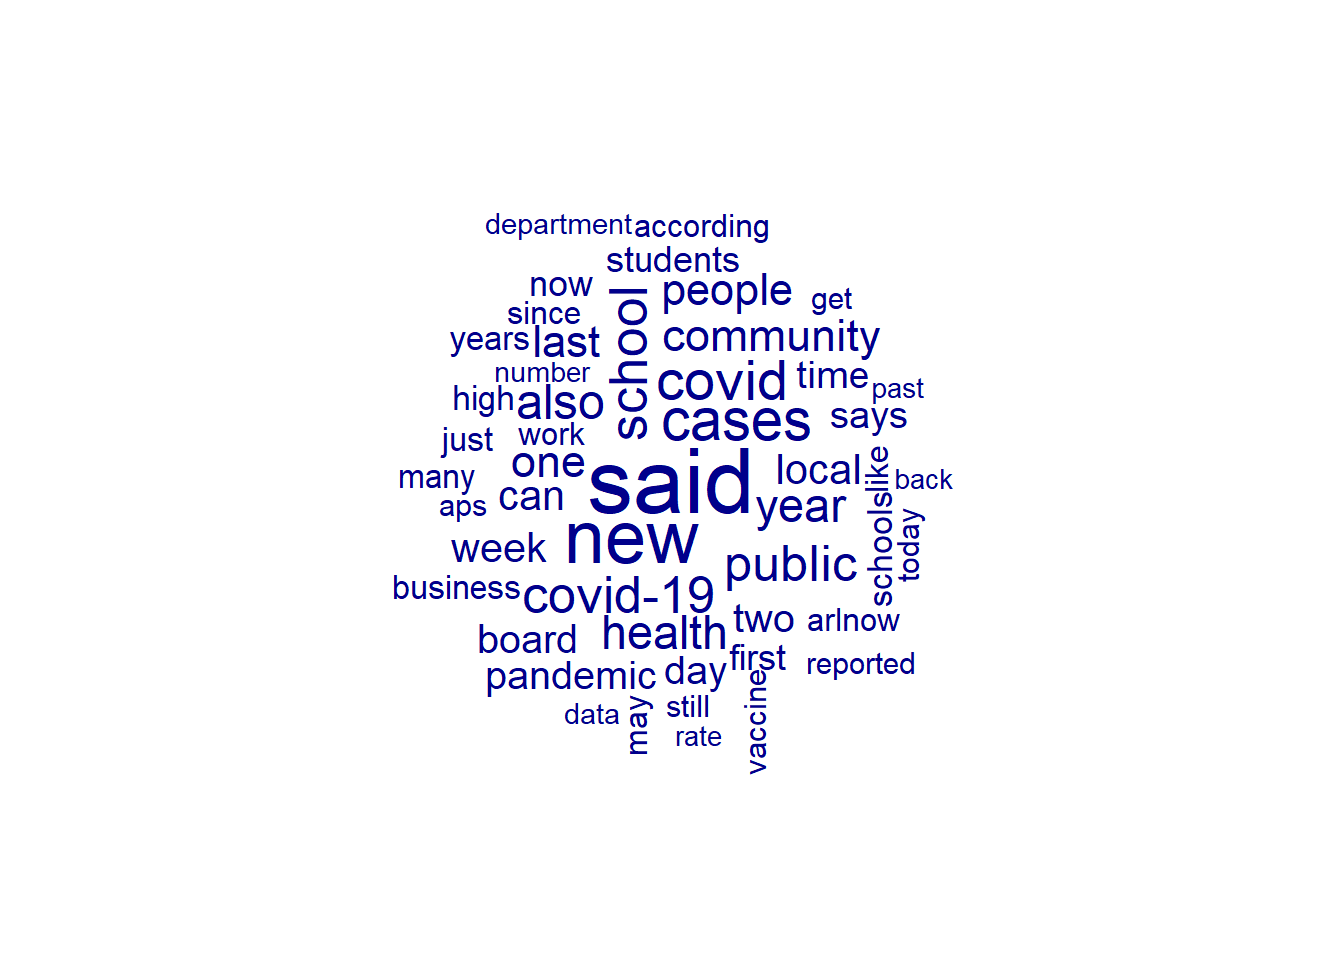 department according
students
now school people get
since
years last community
number covid time past
high also cases says
just work
one said local like
many back
aps can year
new schools today
week public
business covid-19
board health two arlnow
pandemic day first reported
data may still vaccine
rate